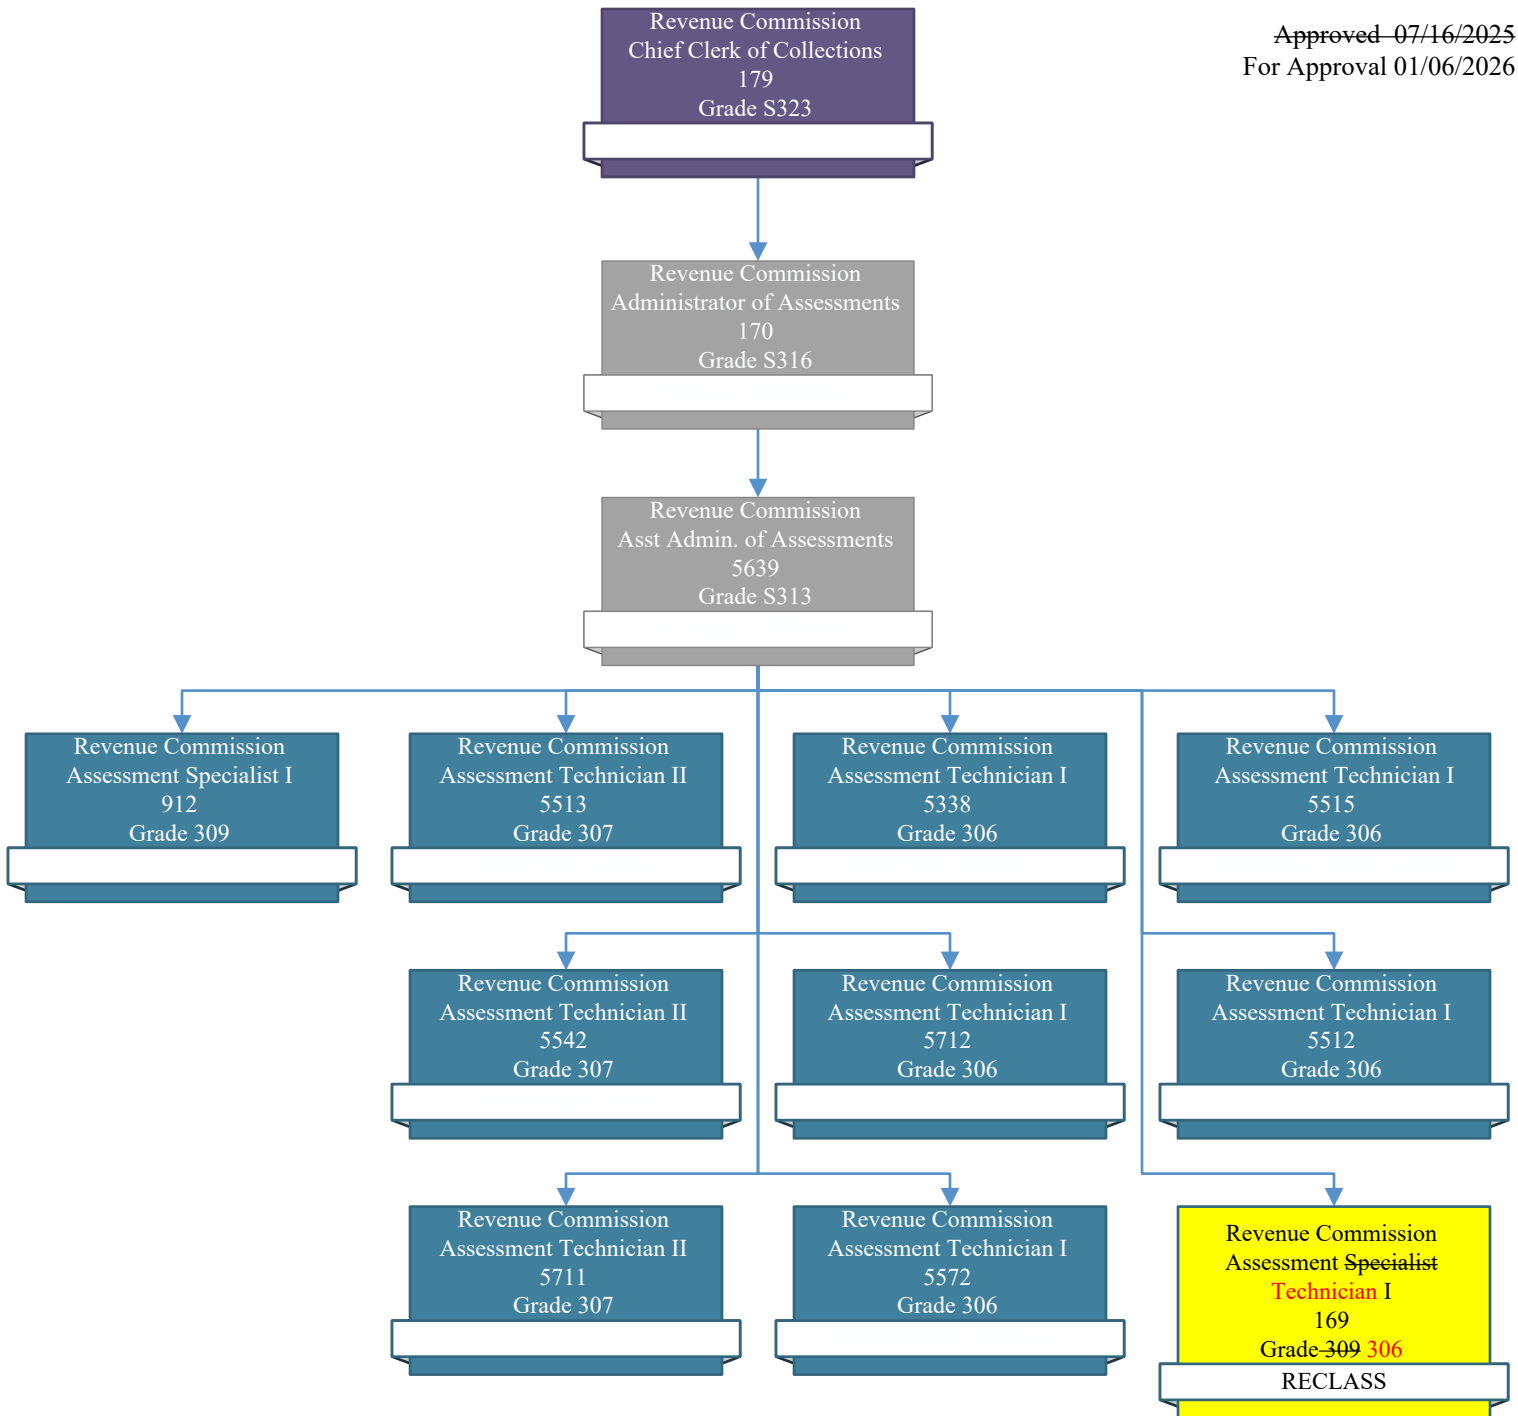 Revenue Commission
Chief Clerk of Collections
179
Grade S323
Approved 07/16/2025
For Approval 01/06/2026
Revenue Commission
Administrator of Assessments
170
Grade S316
Revenue Commission
Asst Admin. of Assessments
5639
Grade S313
Revenue Commission
Assessment Specialist I
912
Grade 309
Revenue Commission
Assessment Technician II
5513
Grade 307
Revenue Commission
Assessment Technician I
5338
Grade 306
Revenue Commission
Assessment Technician I
5515
Grade 306
Revenue Commission
Assessment Technician II
5542
Grade 307
Revenue Commission
Assessment Technician I
5712
Grade 306
Revenue Commission
Assessment Technician I
5512
Grade 306
Revenue Commission
Assessment Technician II
5711
Grade 307
Revenue Commission
Assessment Technician I
5572
Grade 306
Revenue Commission
Assessment Specialist
Technician I
169
Grade 309 306
RECLASS